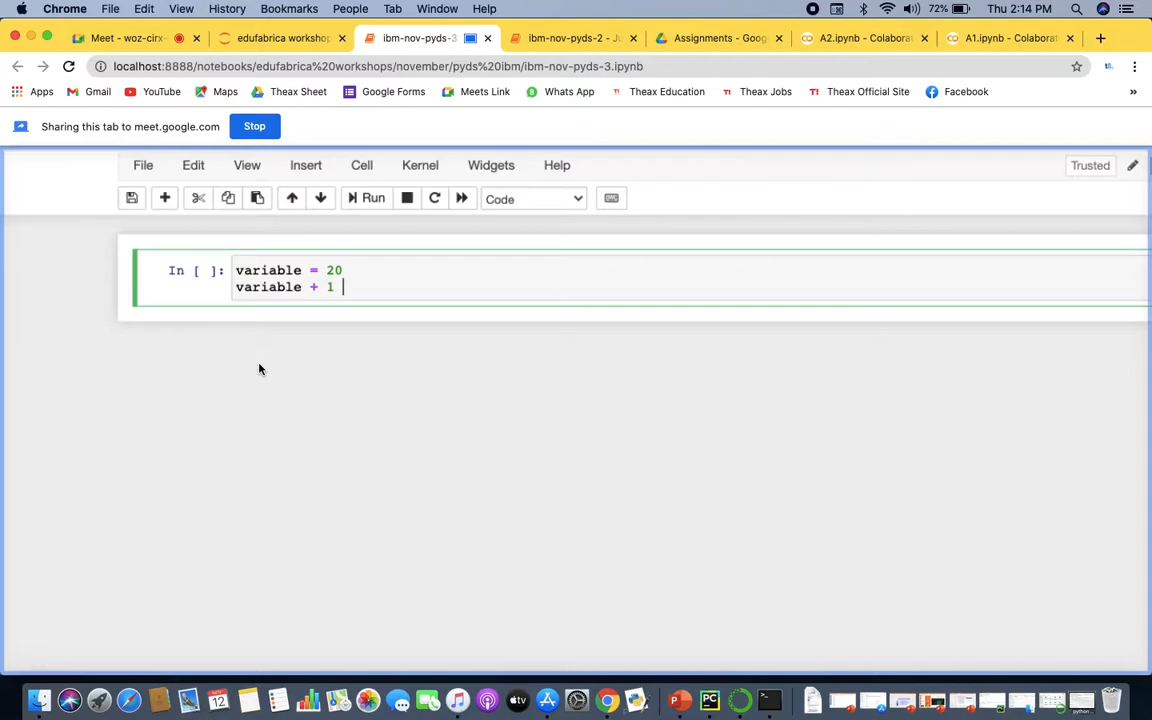 Chrome File Edit View History Bookmarks People Tab Window Help 72% Thu 2:14 PM
Meet - woz-cirx- edufabrica workshop ibm-nov-pyds-3 ibm-nov-pyds-2 - Ju Assignments - Goog A2.ipynb - Colaborat A1.ipynb - Colaborat
localhost:8888/notebooks/edufabrica%20workshops/november/pyds%20ibm/ibm-nov-pyds-3.ipynb
Apps Gmail YouTube Maps Theax Sheet Google Forms Meets Link Whats App Theax Education Theax Jobs Theax Official Site Facebook »
Sharing this tab to meet.google.com Stop
File Edit View Insert Cell Kernel Widgets Help Trusted
Run Code
In [ ]: variable = 20
variable + 1